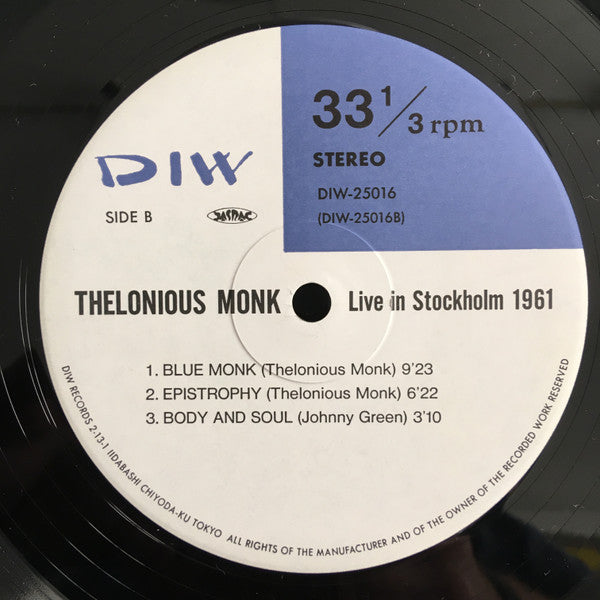 33 1/3 rpm
STEREO
DIW-25016
(DIW-25016B)
DIW
SIDE B
JASRAC
THELONIOUS MONK Live in Stockholm 1961
1. BLUE MONK (Thelonious Monk) 9'23
2. EPISTROPHY (Thelonious Monk) 6'22
3. BODY AND SOUL (Johnny Green) 3'10
DIW RECORDS 2-13-1 IIDABASHI CHIYODA-KU TOKYO ALL RIGHTS OF THE MANUFACTURER AND OF THE OWNER OF THE RECORDED WORK RESERVED